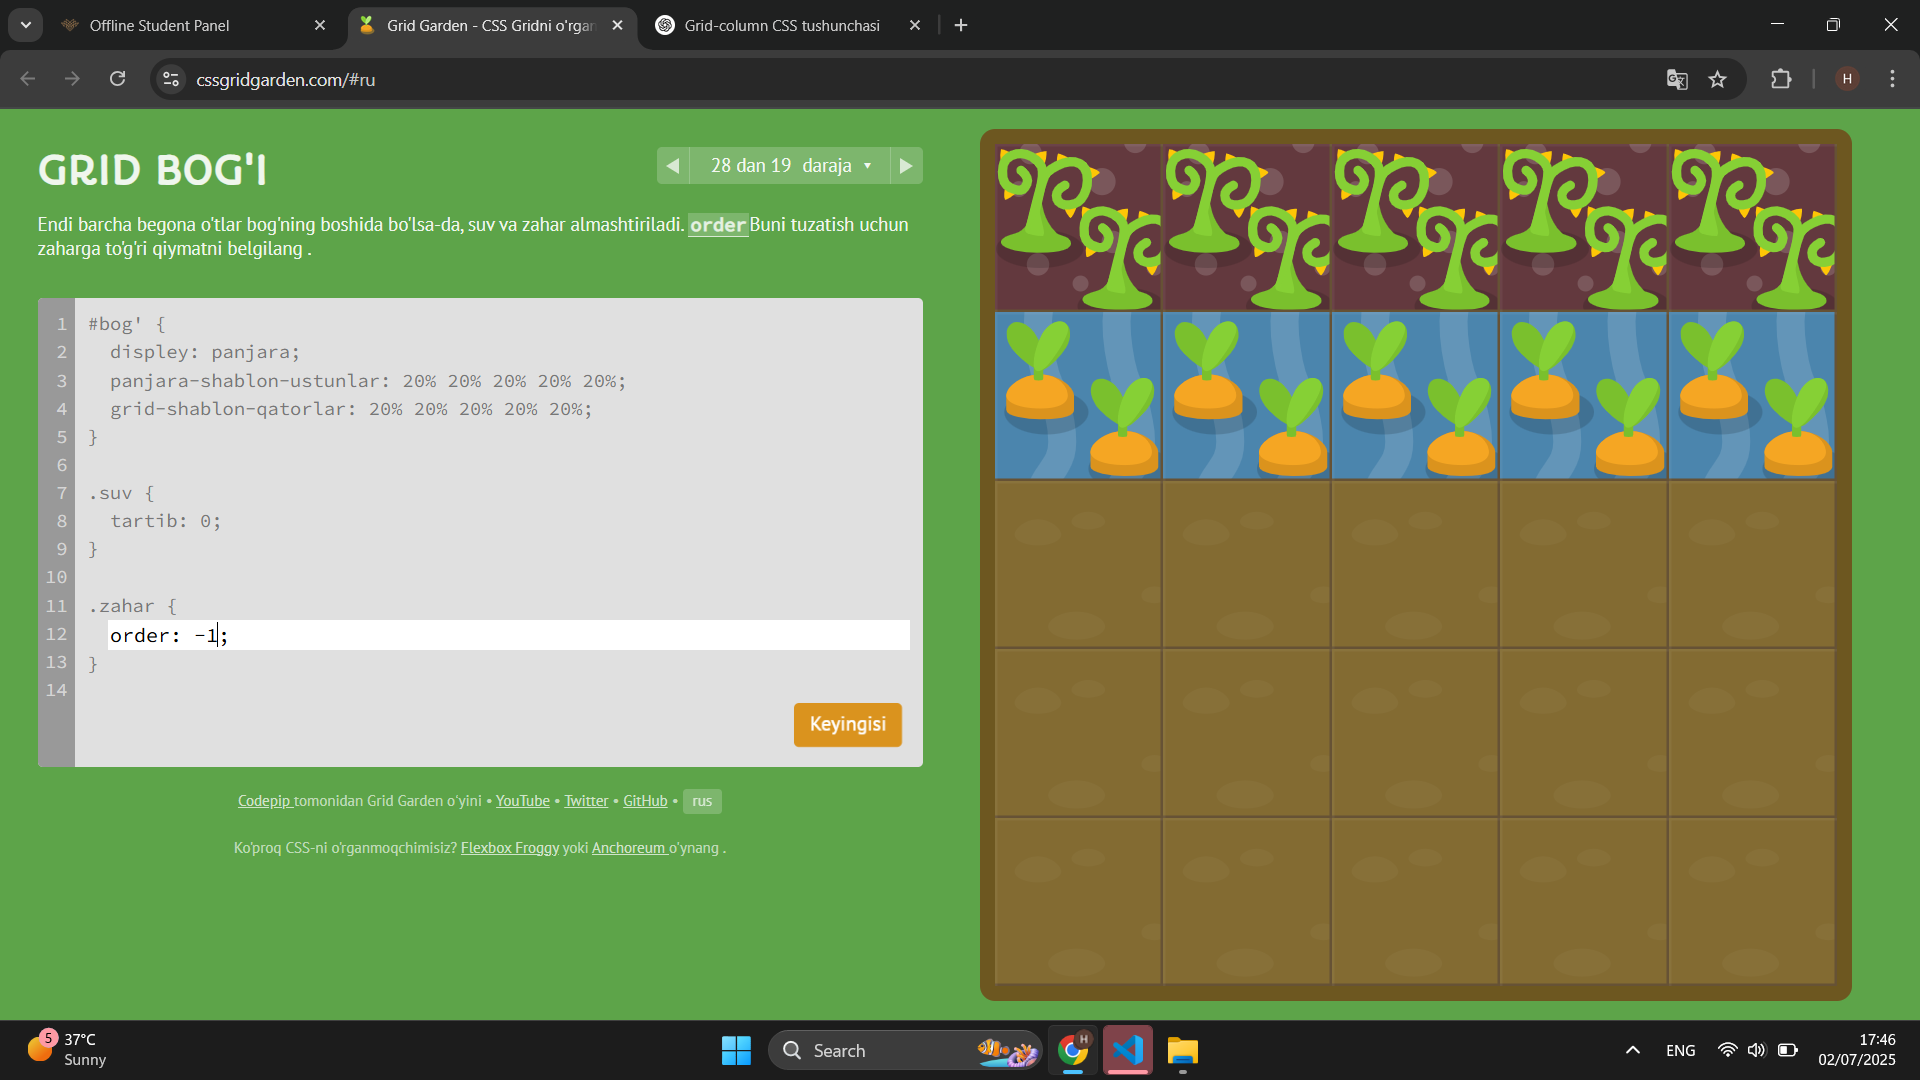 Offline Student Panel
Grid Garden - CSS Gridni o'rgan
Grid-column CSS tushunchasi
cssgridgarden.com/#ru
H
GRID BOG'I
28 dan 19 daraja
Endi barcha begona o'tlar bog'ning boshida bo'lsa-da, suv va zahar almashtiriladi. order Buni tuzatish uchun
zaharga to'g'ri qiymatni belgilang .
1 #bog' {
2 displey: panjara;
3 panjara-shablon-ustunlar: 20% 20% 20% 20% 20%;
4 grid-shablon-qatorlar: 20% 20% 20% 20% 20%;
5 }
6
7 .suv {
8 tartib: 0;
9 }
10
11 .zahar {
12 order: -1;
13 }
14
Keyingisi
Codepip tomonidan Grid Garden o'yini • YouTube • Twitter • GitHub • rus
Ko'proq CSS-ni o'rganmoqchimisiz? Flexbox Froggy yoki Anchoreum o'ynang .
5
37°C
Sunny
Search
H
ENG
17:46
02/07/2025